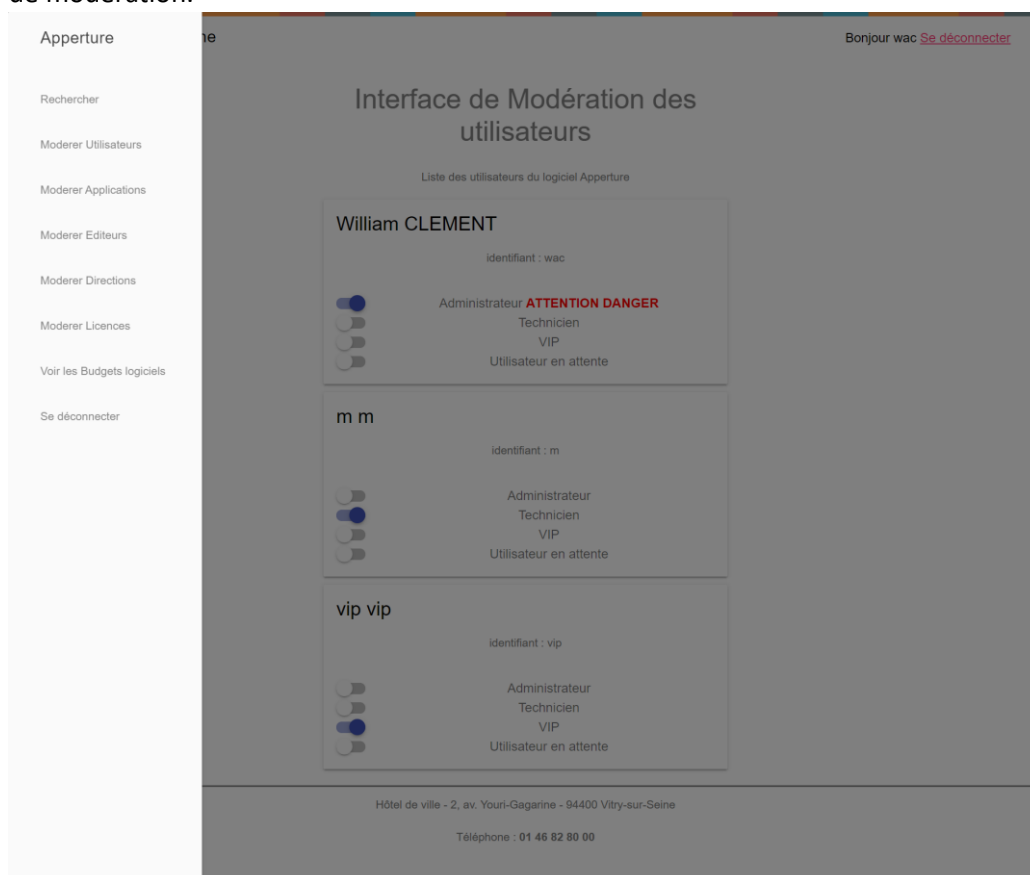 Apperture
ne
Bonjour wac Se déconnecter
Rechercher
Moderer Utilisateurs
Moderer Applications
Moderer Editeurs
Moderer Directions
Moderer Licences
Voir les Budgets logiciels
Se déconnecter
Interface de Modération des
utilisateurs
Liste des utilisateurs du logiciel Apperture
William CLEMENT
identifiant : wac
Administrateur ATTENTION DANGER
Technicien
VIP
Utilisateur en attente
m m
identifiant : m
Administrateur
Technicien
VIP
Utilisateur en attente
vip vip
identifiant : vip
Administrateur
Technicien
VIP
Utilisateur en attente
Hôtel de ville - 2, av. Youri-Gagarine - 94400 Vitry-sur-Seine
Téléphone : 01 46 82 80 00